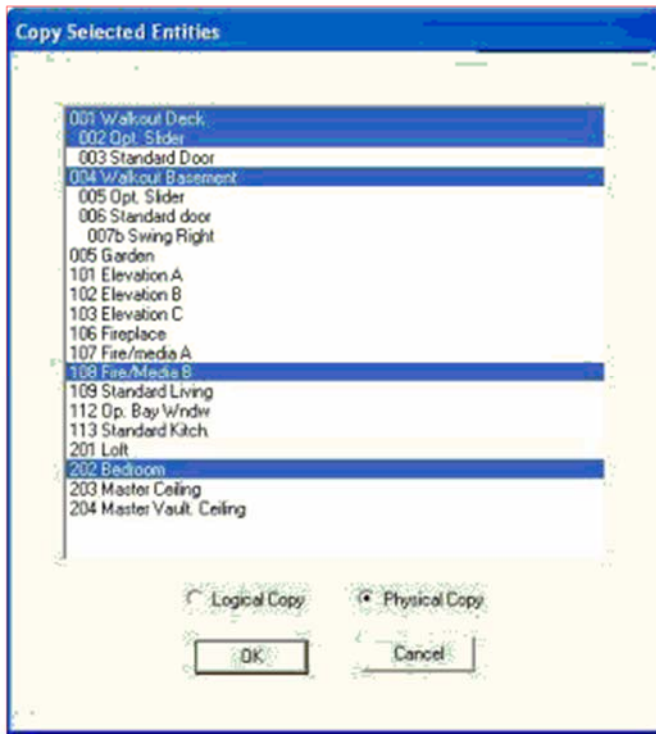 Copy Selected Entities
001 Walkout Deck
002 Opt. Slider
003 Standard Door
004 Walkout Basement
005 Opt. Slider
006 Standard door
007b Swing Right
005 Garden
101 Elevation A
102 Elevation B
103 Elevation C
106 Fireplace
107 Fire/media A
108 Fire/Media B
109 Standard Living
112 Op. Bay Wndw
113 Standard Kitch.
201 Loft
202 Bedroom
203 Master Ceiling
204 Master Vault. Ceiling
Logical Copy Physical Copy
OK Cancel